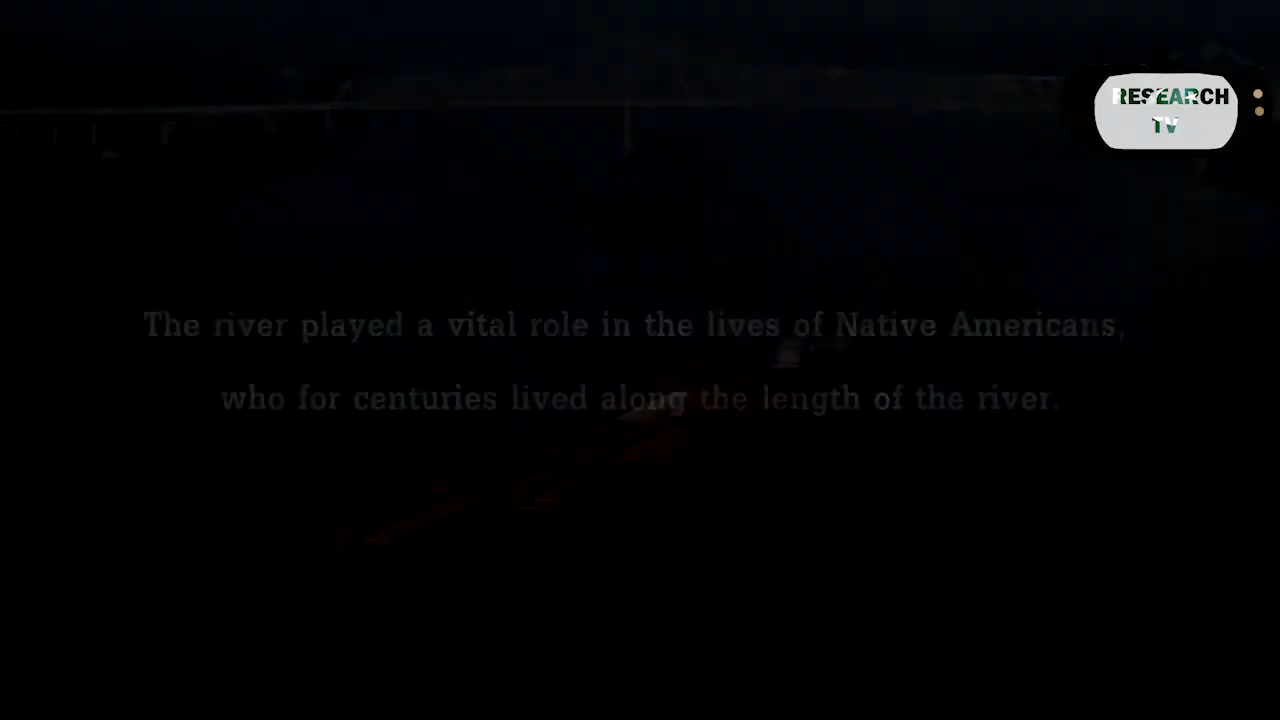 RESEARCH
TV
The river played a vital role in the lives of Native Americans,
who for centuries lived along the length of the river.